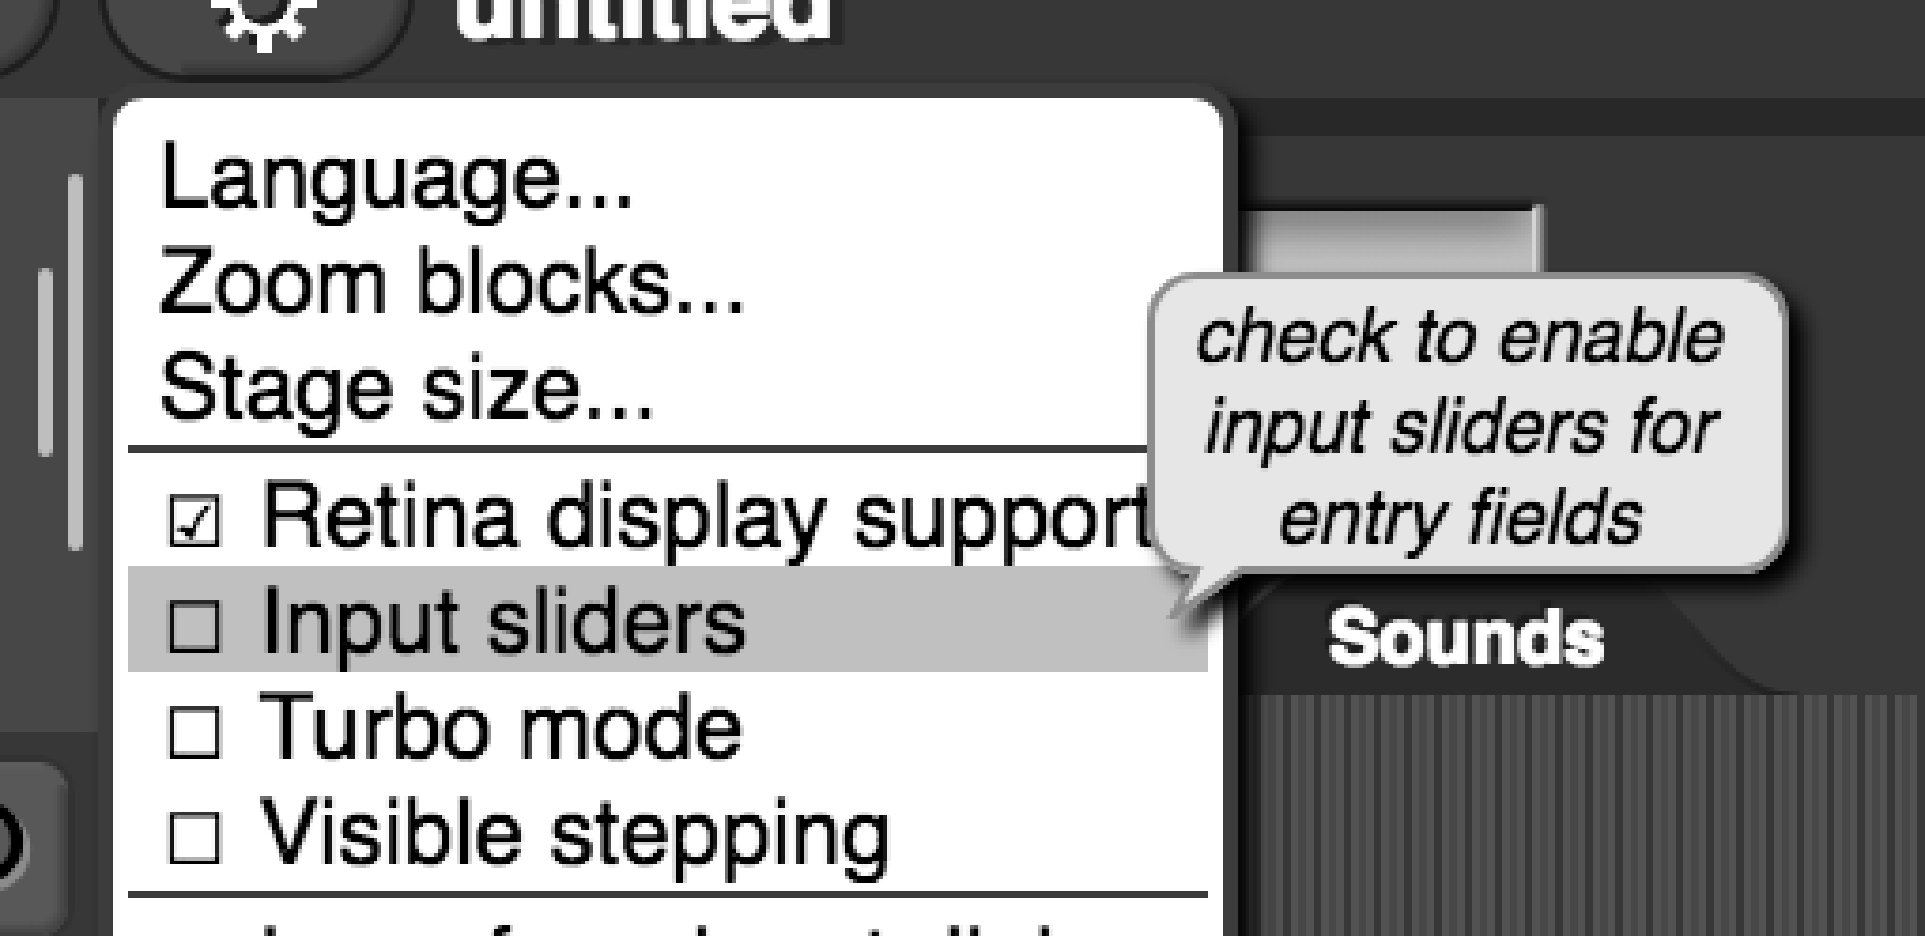 untitled
Language...
Zoom blocks...
Stage size...
☑ Retina display support
☐ Input sliders
☐ Turbo mode
☐ Visible stepping
check to enable
input sliders for
entry fields
Sounds